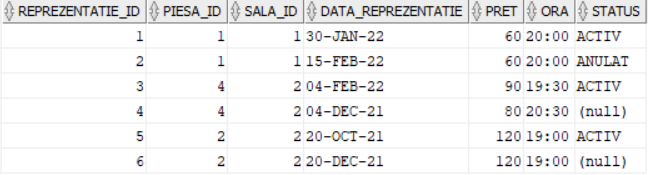 REPREZENTATIE_ID PIESA_ID SALA_ID DATA_REPREZENTATIE PRET ORA STATUS
1 1 1 30-JAN-22 60 20:00 ACTIV
2 1 1 15-FEB-22 60 20:00 ANULAT
3 4 2 04-FEB-22 90 19:30 ACTIV
4 4 2 04-DEC-21 80 20:30 (null)
5 2 2 20-OCT-21 120 19:00 ACTIV
6 2 2 20-DEC-21 120 19:00 (null)